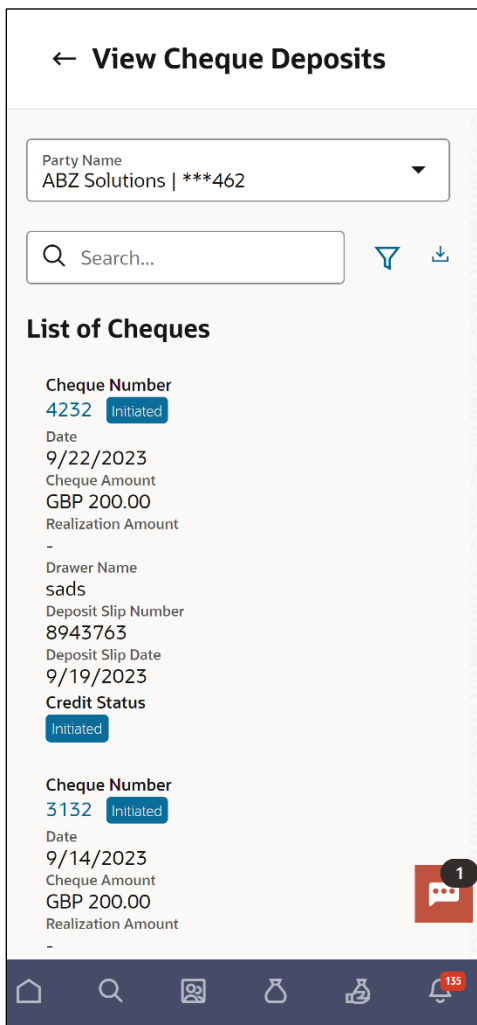 ← View Cheque Deposits
Party Name
ABZ Solutions | ***462
Search...
List of Cheques
Cheque Number
4232 Initiated
Date
9/22/2023
Cheque Amount
GBP 200.00
Realization Amount
-
Drawer Name
sads
Deposit Slip Number
8943763
Deposit Slip Date
9/19/2023
Credit Status
Initiated
Cheque Number
3132 Initiated
Date
9/14/2023
Cheque Amount
GBP 200.00
Realization Amount
-
1
135